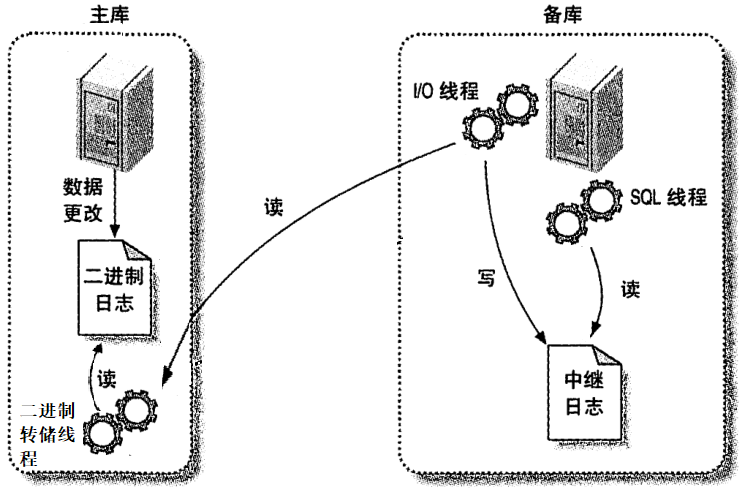 主库
备库
I/O 线程
数据
更改
读
SQL 线程
二进制
日志
写
读
读
中继
日志
二进制
转储线
程